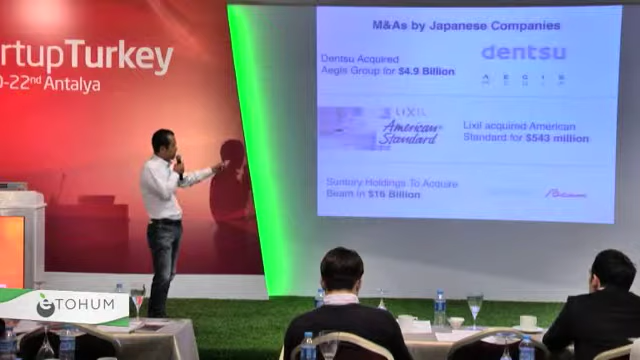 rtupTurkey
0-22nd Antalya
M&As by Japanese Companies
Dentsu Acquired
Aegis Group for $4.9 Billion
dentsu
AEGIS
LIXIL
American
Standard
Lixil acquired American
Standard for $543 million
Suntory Holdings To Acquire
Beam in $16 Billion
eTOHUM